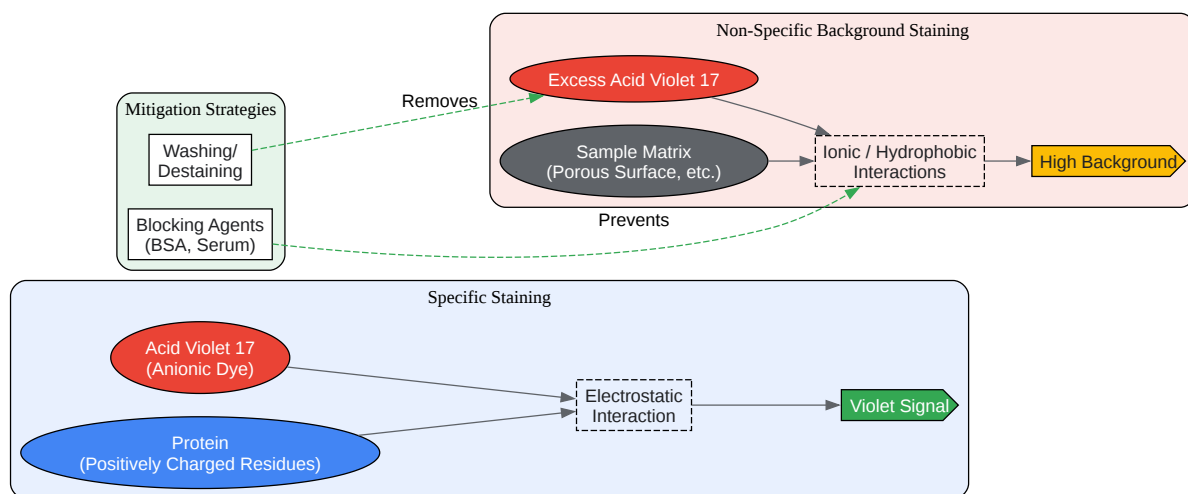 Non-Specific Background Staining
Excess Acid Violet 17
Removes
Mitigation Strategies
Washing/
Destaining
Sample Matrix
(Porous Surface, etc.)
Ionic / Hydrophobic
Interactions
High Background
Blocking Agents
(BSA, Serum)
Prevents
Specific Staining
Acid Violet 17
(Anionic Dye)
Electrostatic
Interaction
Violet Signal
Protein
(Positively Charged Residues)